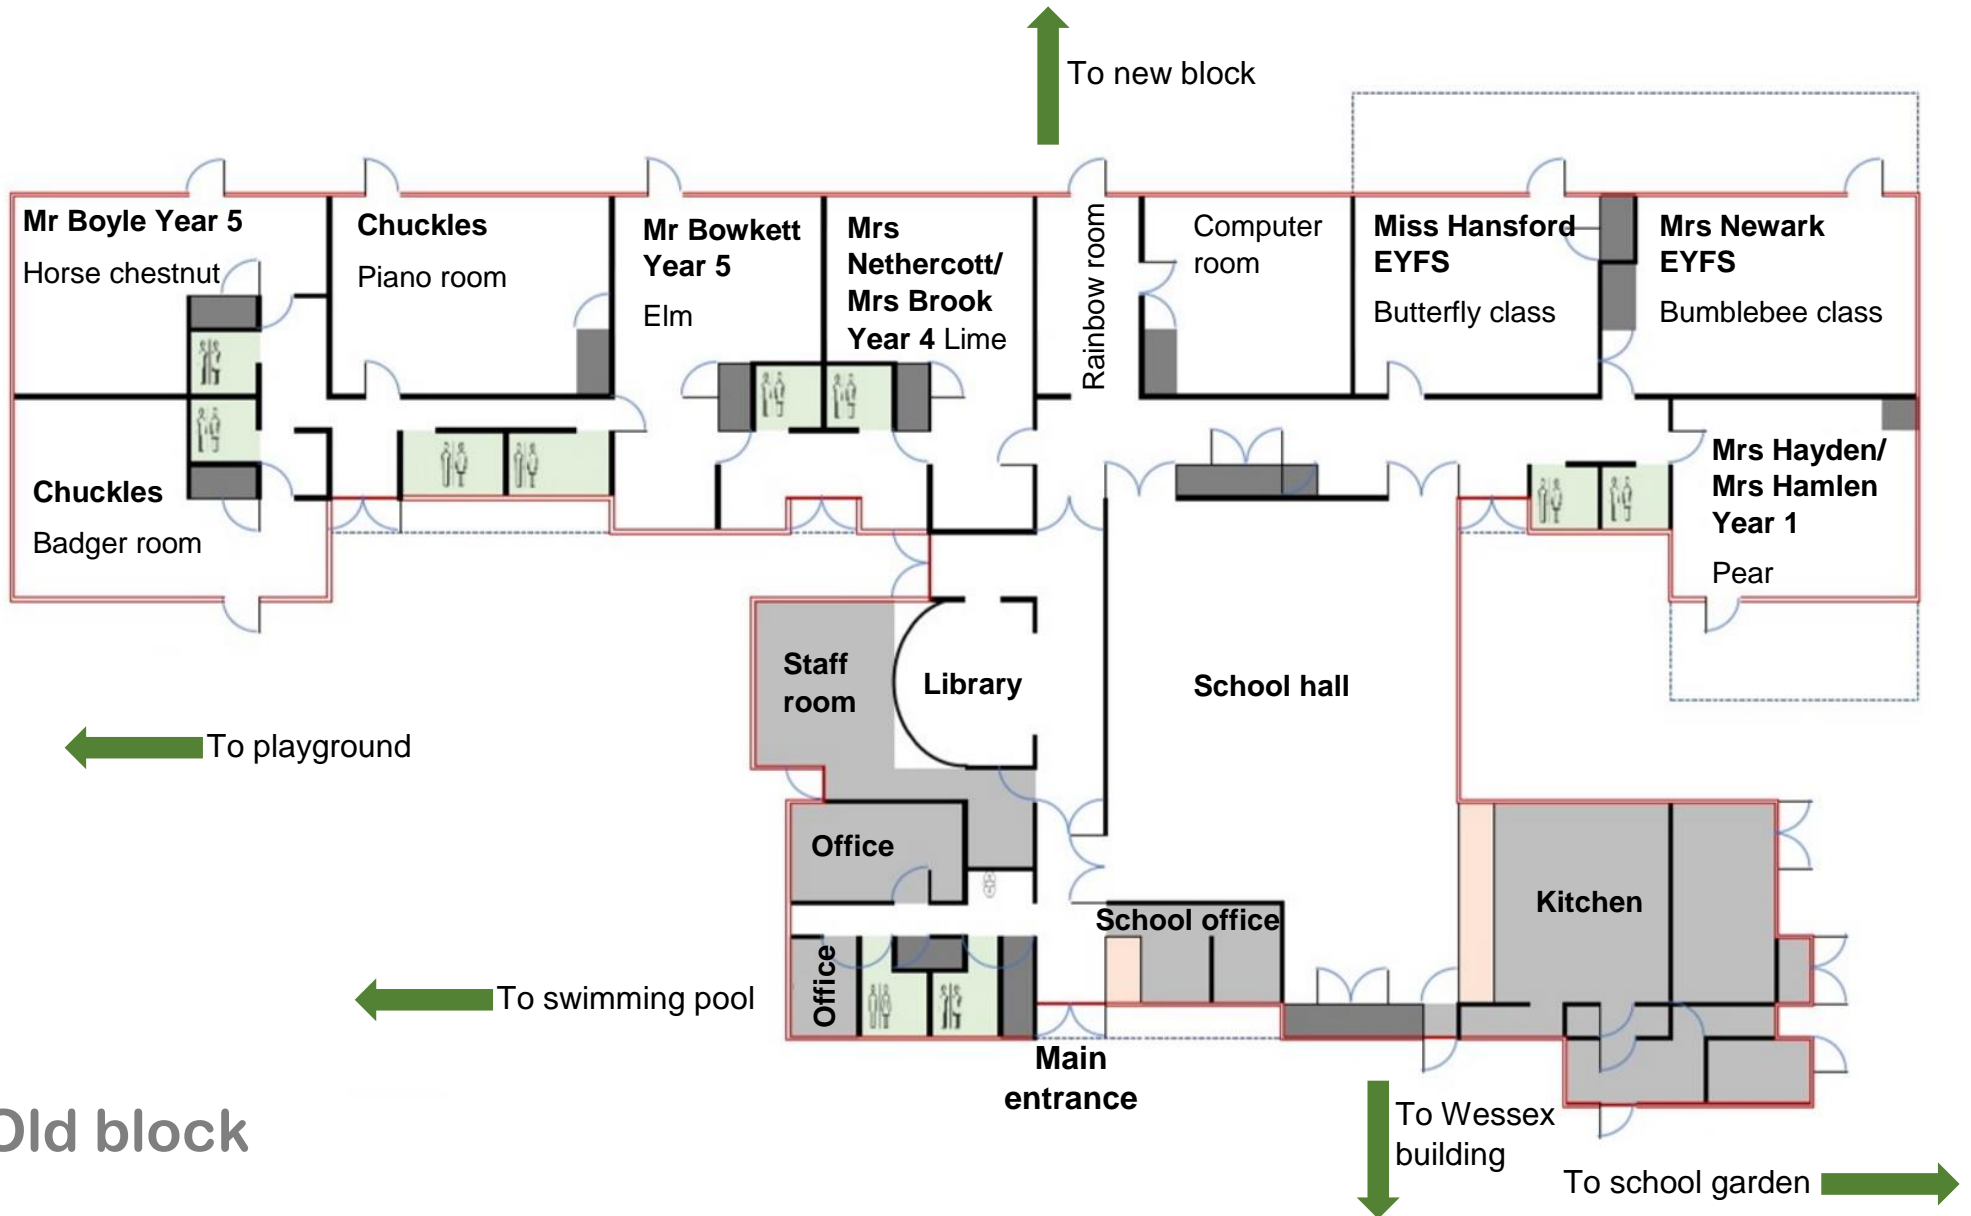 To new block
Mr Boyle Year 5
Horse chestnut
Chuckles
Piano room
Mr Bowkett
Year 5
Elm
Mrs
Nethercott/
Mrs Brook
Year 4 Lime
Rainbow room
Computer
room
Miss Hansford
EYFS
Butterfly class
Mrs Newark
EYFS
Bumblebee class
Chuckles
Badger room
Mrs Hayden/
Mrs Hamlen
Year 1
Pear
Staff
room
Library
School hall
To playground
Office
Kitchen
School office
Office
To swimming pool
Main
entrance
Old block
To Wessex
building
To school garden